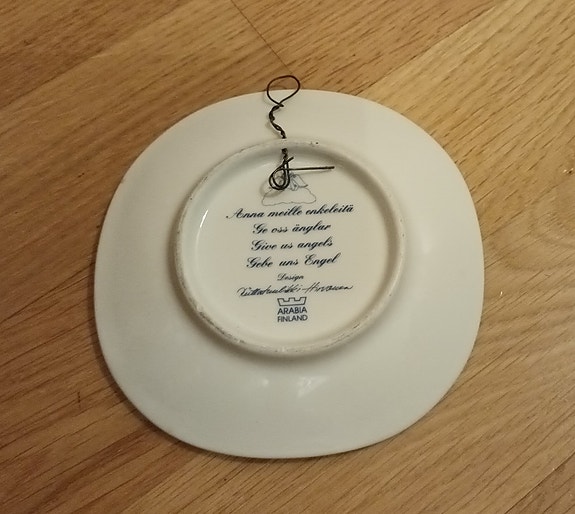 Anna meille enkeleitä
Ge oss änglar
Give us angels
Gebe uns Engel
Design
ARABIA
FINLAND